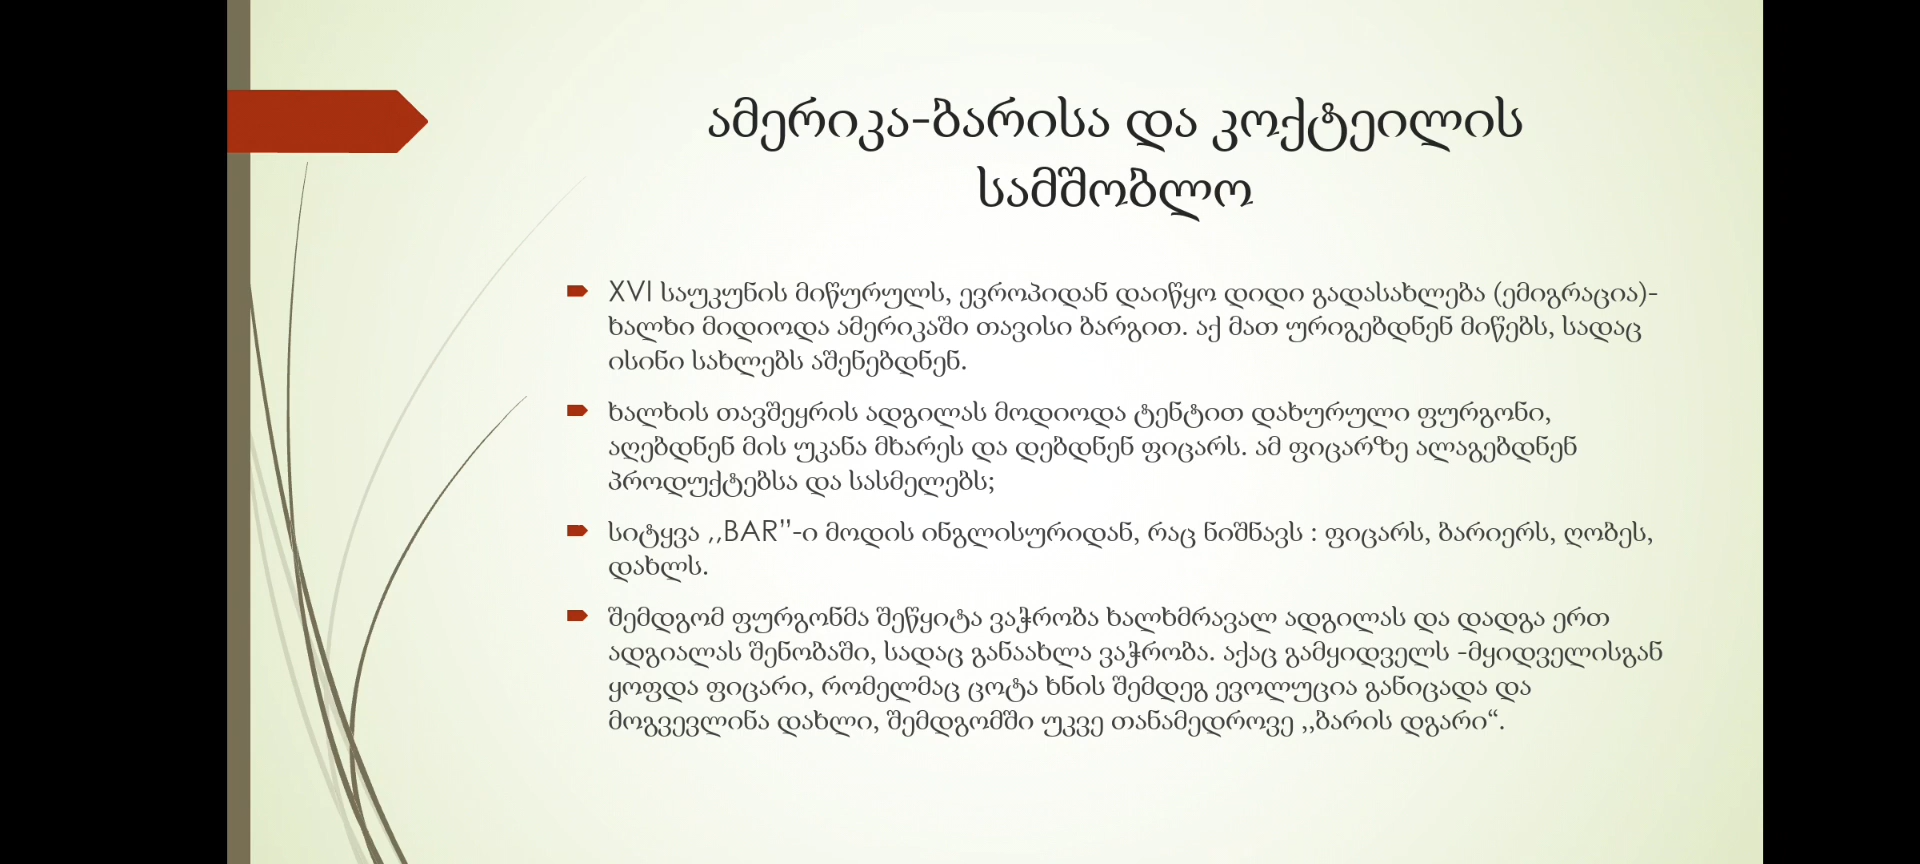 ამერიკა-ბარისა და კოქტეილის
სამშობლო
XVI საუკუნის მიწურულს, ევროპიდან დაიწყო დიდი გადასახლება (ემიგრაცია)-
ხალხი მიდიოდა ამერიკაში თავისი ბარგით. აქ მათ ურიგებდნენ მიწებს, სადაც
ისინი სახლებს აშენებდნენ.
ხალხის თავშეყრის ადგილას მოდიოდა ტენტით დახურული ფურგონი,
აღებდნენ მის უკანა მხარეს და დებდნენ ფიცარს. ამ ფიცარზე ალაგებდნენ
პროდუქტებსა და სასმელებს;
სიტყვა ,,BAR"-ი მოდის ინგლისურიდან, რაც ნიშნავს : ფიცარს, ბარიერს, ღობეს,
დახლს.
შემდგომ ფურგონმა შეწყიტა ვაჭრობა ხალხმრავალ ადგილას და დადგა ერთ
ადგიალას შენობაში, სადაც განაახლა ვაჭრობა. აქაც გამყიდველს -მყიდველისგან
ყოფდა ფიცარი, რომელმაც ცოტა ხნის შემდეგ ევოლუცია განიცადა და
მოგვევლინა დახლი, შემდგომში უკვე თანამედროვე ,,ბარის დგარი“.